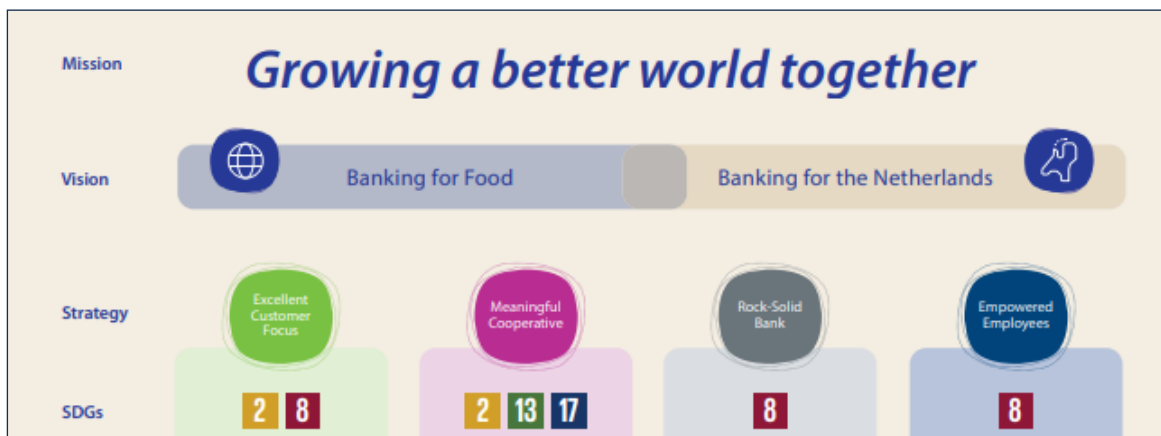 Mission
Growing a better world together
Vision
Banking for Food
Banking for the Netherlands
Strategy
Excellent
Customer
Focus
Meaningful
Cooperative
Rock-Solid
Bank
Empowered
Employees
SDGs
2 8
2 13 17
8
8